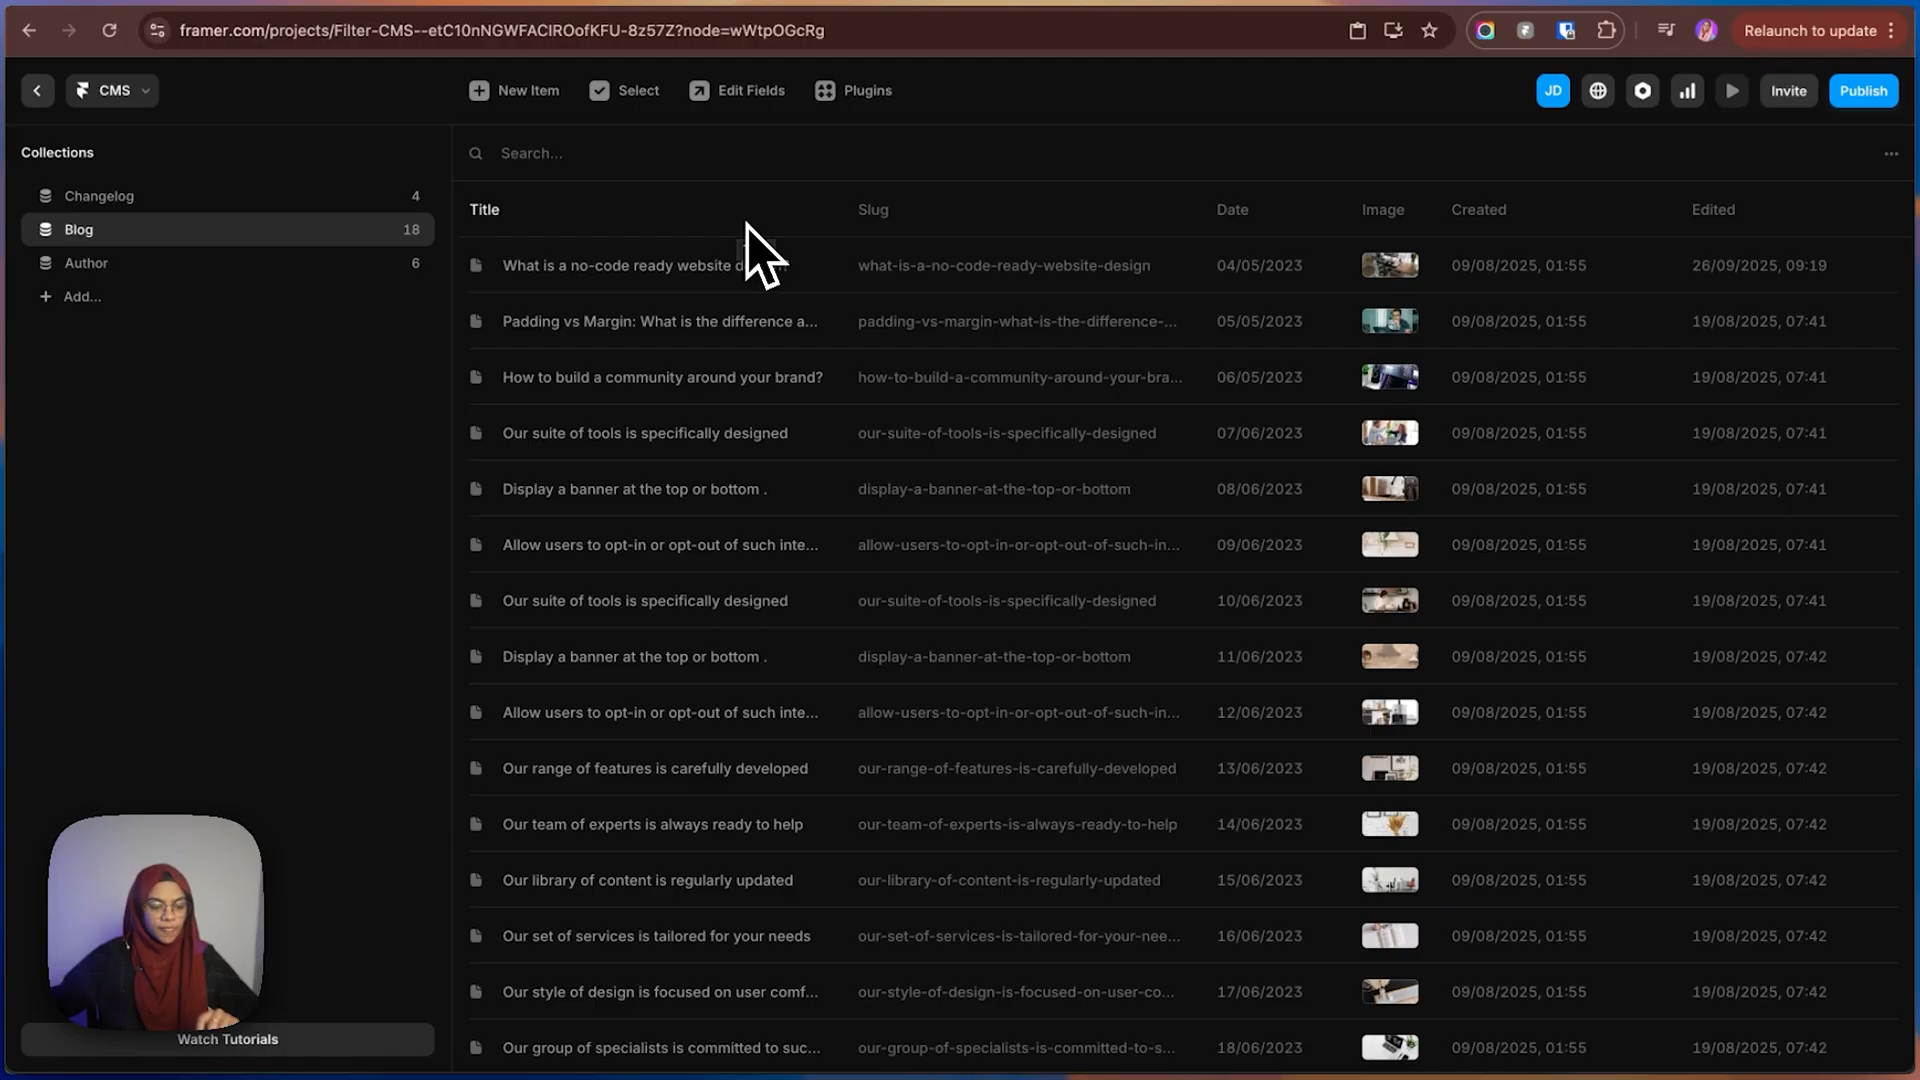 framer.com/projects/Filter-CMS--etC10nNGWFACIROofKFU-8z57Z?node=wWtpOGcRg
Relaunch to update
CMS
New Item
Select
Edit Fields
Plugins
JD
Invite
Publish
Collections
Changelog 4
Blog 18
Author 6
Add...
Search...
Title Slug Date Image Created Edited
What is a no-code ready website what-is-a-no-code-ready-website-design 04/05/2023 09/08/2025, 01:55 26/09/2025, 09:19
Padding vs Margin: What is the difference a... padding-vs-margin-what-is-the-difference-... 05/05/2023 09/08/2025, 01:55 19/08/2025, 07:41
How to build a community around your brand? how-to-build-a-community-around-your-bra... 06/05/2023 09/08/2025, 01:55 19/08/2025, 07:41
Our suite of tools is specifically designed our-suite-of-tools-is-specifically-designed 07/06/2023 09/08/2025, 01:55 19/08/2025, 07:41
Display a banner at the top or bottom . display-a-banner-at-the-top-or-bottom 08/06/2023 09/08/2025, 01:55 19/08/2025, 07:41
Allow users to opt-in or opt-out of such inte... allow-users-to-opt-in-or-opt-out-of-such-in... 09/06/2023 09/08/2025, 01:55 19/08/2025, 07:41
Our suite of tools is specifically designed our-suite-of-tools-is-specifically-designed 10/06/2023 09/08/2025, 01:55 19/08/2025, 07:41
Display a banner at the top or bottom . display-a-banner-at-the-top-or-bottom 11/06/2023 09/08/2025, 01:55 19/08/2025, 07:42
Allow users to opt-in or opt-out of such inte... allow-users-to-opt-in-or-opt-out-of-such-in... 12/06/2023 09/08/2025, 01:55 19/08/2025, 07:42
Our range of features is carefully developed our-range-of-features-is-carefully-developed 13/06/2023 09/08/2025, 01:55 19/08/2025, 07:42
Our team of experts is always ready to help our-team-of-experts-is-always-ready-to-help 14/06/2023 09/08/2025, 01:55 19/08/2025, 07:42
Our library of content is regularly updated our-library-of-content-is-regularly-updated 15/06/2023 09/08/2025, 01:55 19/08/2025, 07:42
Our set of services is tailored for your needs our-set-of-services-is-tailored-for-your-nee... 16/06/2023 09/08/2025, 01:55 19/08/2025, 07:42
Our style of design is focused on user comf... our-style-of-design-is-focused-on-user-co... 17/06/2023 09/08/2025, 01:55 19/08/2025, 07:42
Our group of specialists is committed to suc... our-group-of-specialists-is-committed-to-s... 18/06/2023 09/08/2025, 01:55 19/08/2025, 07:42
Watch Tutorials